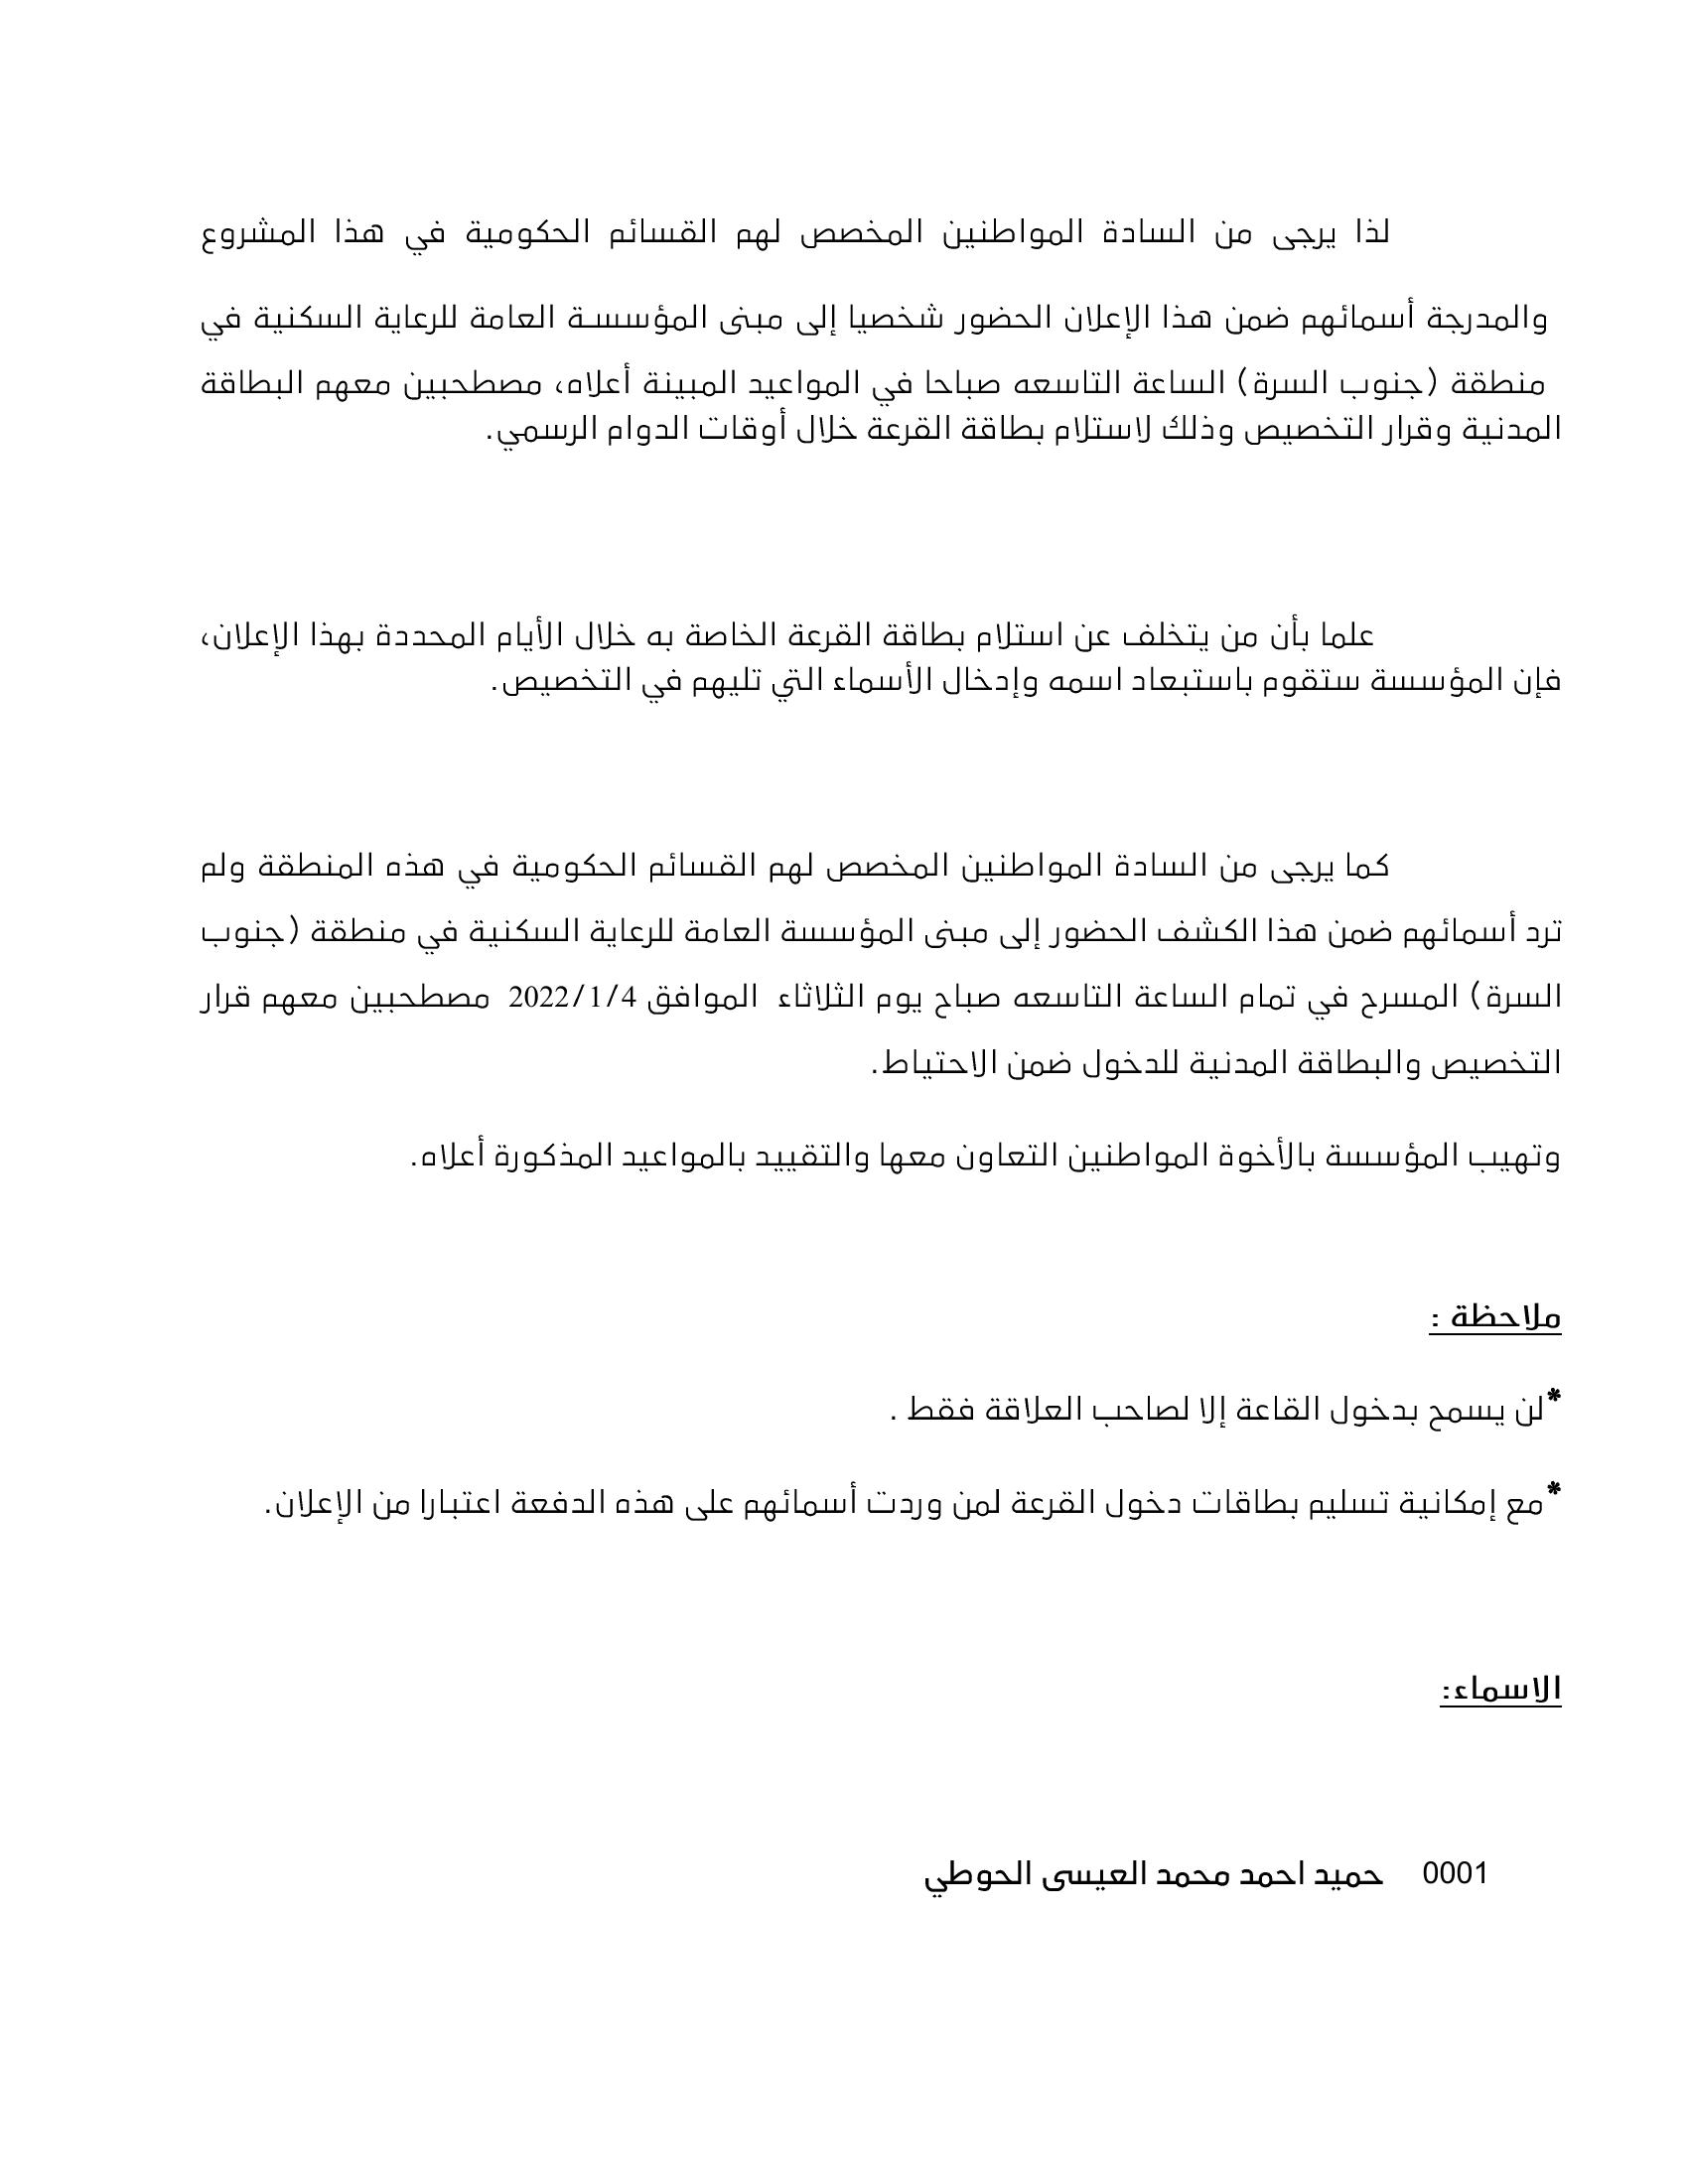 لذا يرجى من السادة المواطنين المخصص لهم القسائم الحكومية في هذا المشروع
والمدرجة أسمائهم ضمن هذا الإعلان الحضور شخصيا إلى مبنى المؤسسة العامة للرعاية السكنية في
منطقة (جنوب السرة) الساعة التاسعه صباحا في المواعيد المبينة أعلاه، مصطحبين معهم البطاقة
المدنية وقرار التخصيص وذلك لاستلام بطاقة القرعة خلال أوقات الدوام الرسمي.
علما بأن من يتخلف عن استلام بطاقة القرعة الخاصة به خلال الأيام المحددة بهذا الإعلان،
فإن المؤسسة ستقوم باستبعاد اسمه وإدخال الأسماء التي تليهم في التخصيص.
كما يرجى من السادة المواطنين المخصص لهم القسائم الحكومية في هذه المنطقة ولم
ترد أسمائهم ضمن هذا الكشف الحضور إلى مبنى المؤسسة العامة للرعاية السكنية في منطقة (جنوب
السرة) المسرح في تمام الساعة التاسعه صباح يوم الثلاثاء الموافق 2022/1/4 مصطحبين معهم قرار
التخصيص والبطاقة المدنية للدخول ضمن الاحتياط.
وتهيب المؤسسة بالأخوة المواطنين التعاون معها والتقييد بالمواعيد المذكورة أعلاه.
ملاحظة :
*لن يسمح بدخول القاعة إلا لصاحب العلاقة فقط .
*مع إمكانية تسليم بطاقات دخول القرعة لمن وردت أسمائهم على هذه الدفعة اعتبارا من الإعلان.
الاسماء:
0001 حميد احمد محمد العيسى الحوطي